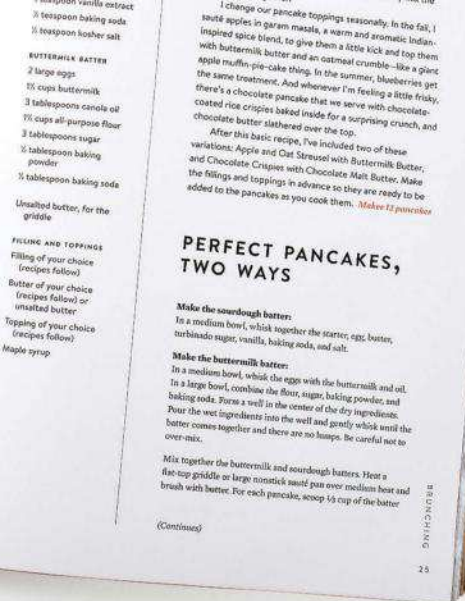 vanilla extract
teaspoon baking soda
teaspoon kosher salt
BUTTERMILK BATTER
2 large eggs
cups buttermilk
3 tablespoons canola oil
cups all-purpose flour
3 tablespoons sugar
½ tablespoon baking
powder
tablespoon baking soda
Unsalted butter, for the
griddle
FILLING AND TOPPINGS
Filling of your choice
(recipes follow)
Butter of your choice
(recipes follow) or
unsalted butter
Topping of your choice
(recipes follow)
Maple syrup
I change our pancake toppings seasonally. In the fall, I
sauté apples in garam masala, a warm and aromatic Indian-
inspired spice blend, to give them a little kick and top them
with buttermilk butter and an oatmeal crumble—like a giant
apple muffin-pie-cake thing. In the summer, blueberries get
the same treatment. And whenever I'm feeling a little frisky,
there's a chocolate pancake that we serve with chocolate-
coated rice crispies baked inside for a surprising crunch, and
chocolate butter slathered over the top.
After this basic recipe, I've included two of these
variations: Apple and Oat Streusel with Buttermilk Butter,
and Chocolate Crispies with Chocolate Malt Butter. Make
the fillings and toppings in advance so they are ready to be
added to the pancakes as you cook them. Makes 12 pancakes
PERFECT PANCAKES,
TWO WAYS
Make the sourdough batter:
In a medium bowl, whisk together the starter, egg, butter,
turbinado sugar, vanilla, baking soda, and salt.
Make the buttermilk batter:
In a medium bowl, whisk the eggs with the buttermilk and oil.
In a large bowl, combine the flour, sugar, baking powder, and
baking soda. Form a well in the center of the dry ingredients.
Pour the wet ingredients into the well and gently whisk until the
batter comes together and there are no lumps. Be careful not to
over-mix.
Mix together the buttermilk and sourdough batters. Heat a
flat-top griddle or large nonstick sauté pan over medium heat and
brush with butter. For each pancake, scoop ⅓ cup of the batter
(Continues)
BRUNCHING
25